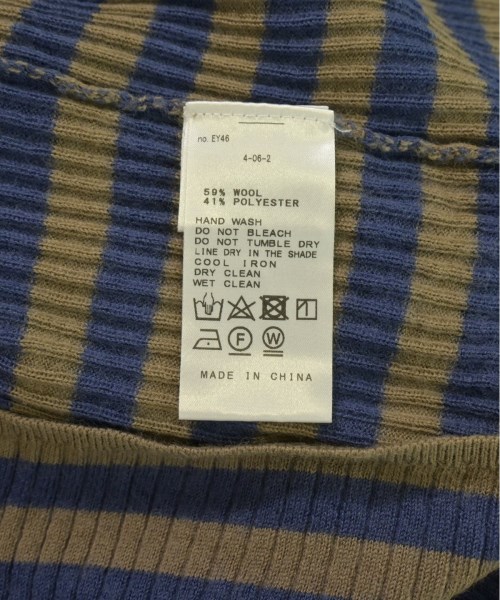 no. EY46
4-06-2
59% WOOL
41% POLYESTER
HAND WASH
DO NOT BLEACH
DO NOT TUMBLE DRY
LINE DRY IN THE SHADE
COOL IRON
DRY CLEAN
WET CLEAN
F W
MADE IN CHINA